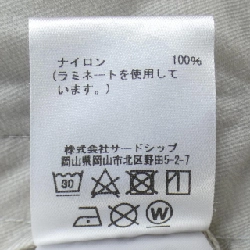 ナイロン 100%
(ラミネートを使用して
います。)
株式会社サードシップ
岡山県岡山市北区野田5-2-7
30
W